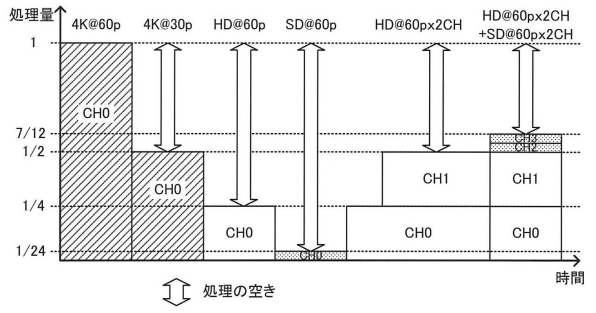 処理量
4K@60p 4K@30p HD@60p SD@60p HD@60px2CH HD@60px2CH
+SD@60px2CH
1
CH0
7/12
CH3
CH2
1/2
CH0
CH1
CH1
1/4
CH0
CH0
CH0
1/24
CH0
時間
処理の空き